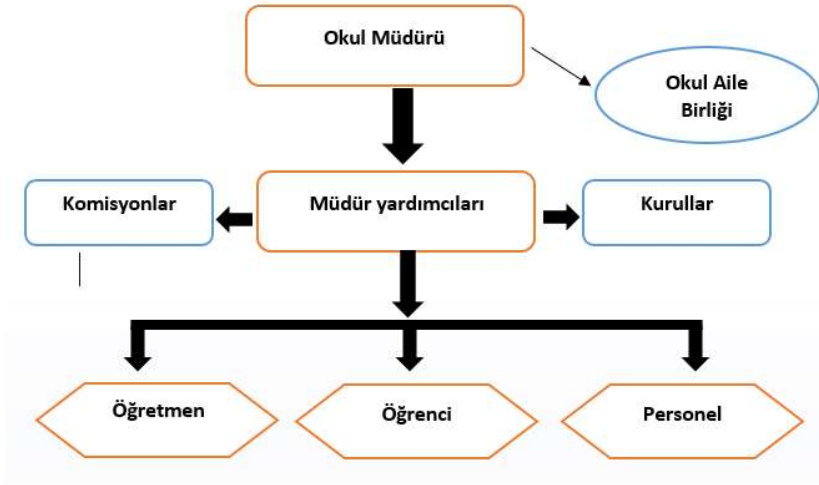 Okul Müdürü
Okul Aile
Birliği
Komisyonlar
Müdür yardımcıları
Kurullar
Öğretmen
Öğrenci
Personel